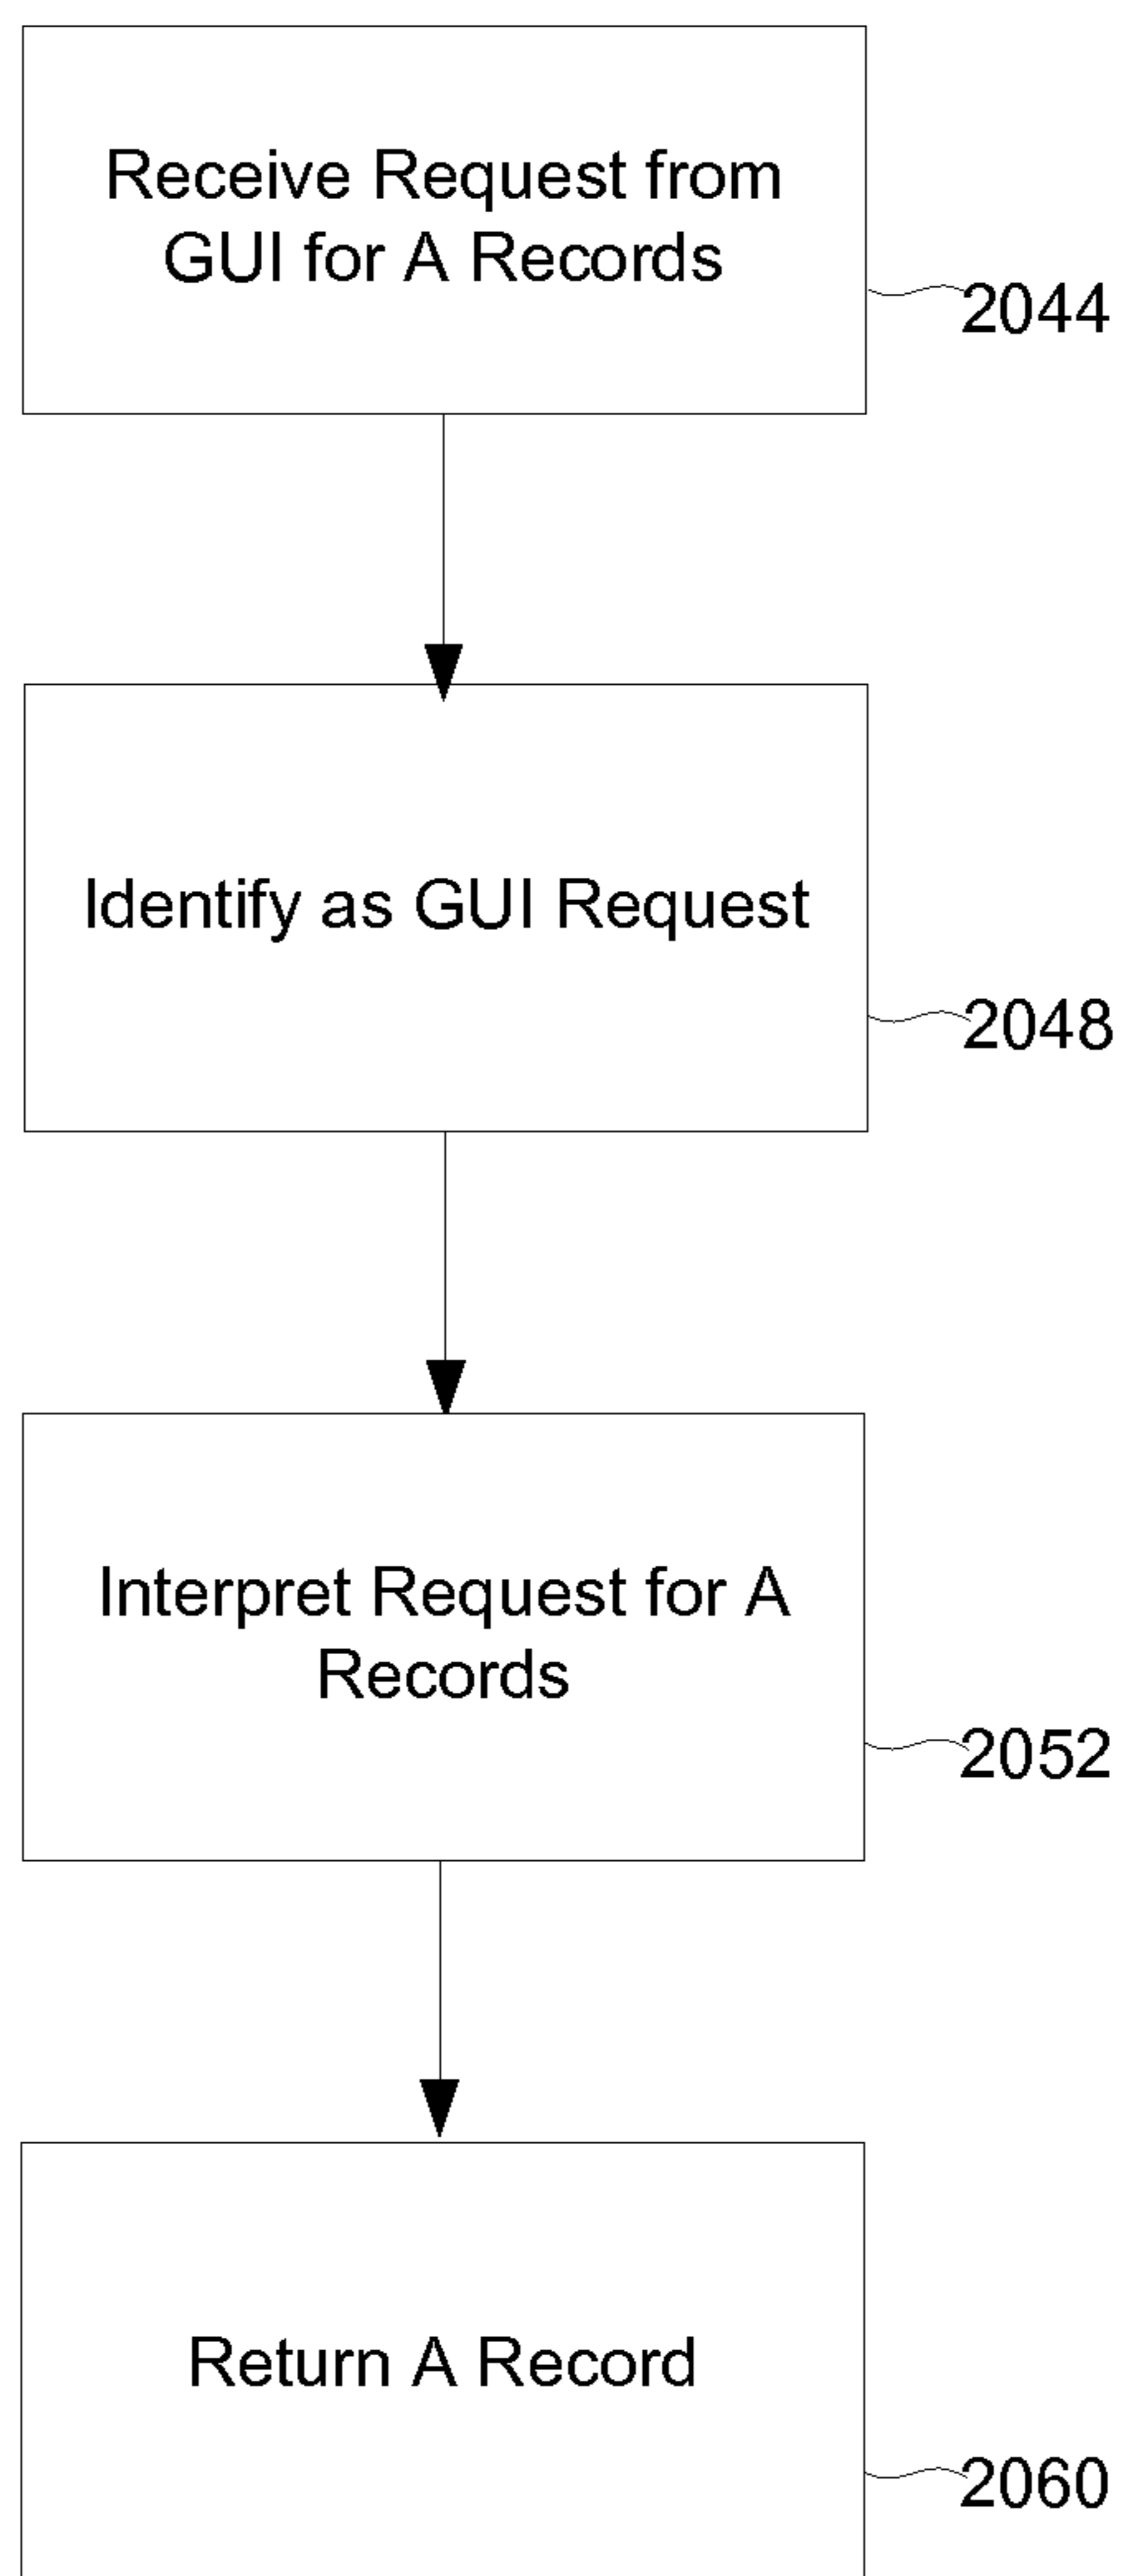 Receive Request from
GUI for A Records
2044
Identify as GUI Request
2048
Interpret Request for A
Records
2052
Return A Record
2060